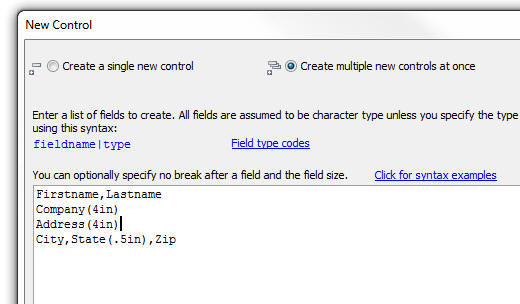 New Control
Create a single new control
Create multiple new controls at once
Enter a list of fields to create. All fields are assumed to be character type unless you specify the type
using this syntax:
fieldname|type
Field type codes
You can optionally specify no break after a field and the field size.
Click for syntax examples
Firstname,Lastname
Company(4in)
Address(4in)
City,State(.5in),Zip